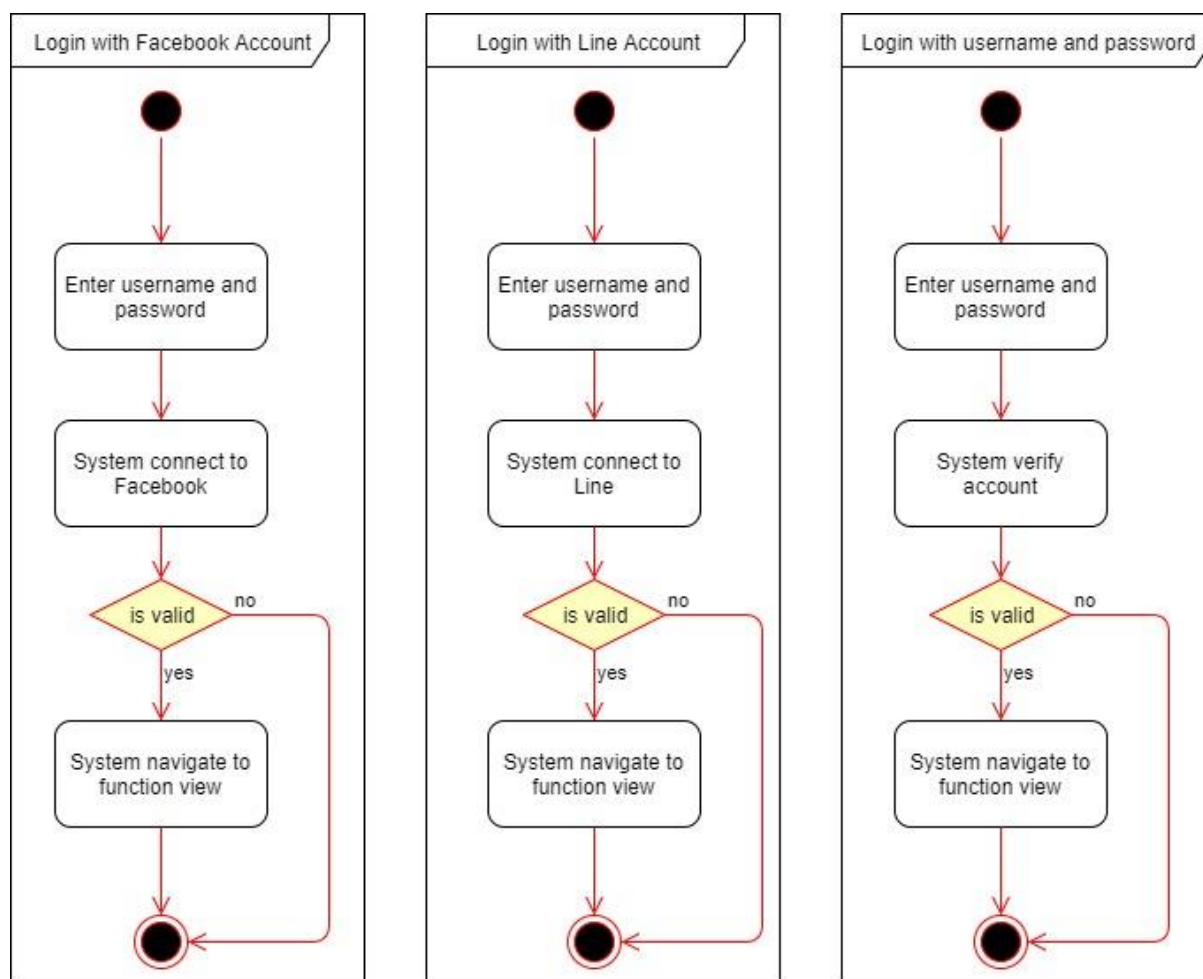 Login with Facebook Account
Enter username and
password
System connect to
Facebook
is valid
no
yes
System navigate to
function view
Login with Line Account
Enter username and
password
System connect to
Line
is valid
no
yes
System navigate to
function view
Login with username and password
Enter username and
password
System verify
account
is valid
no
yes
System navigate to
function view